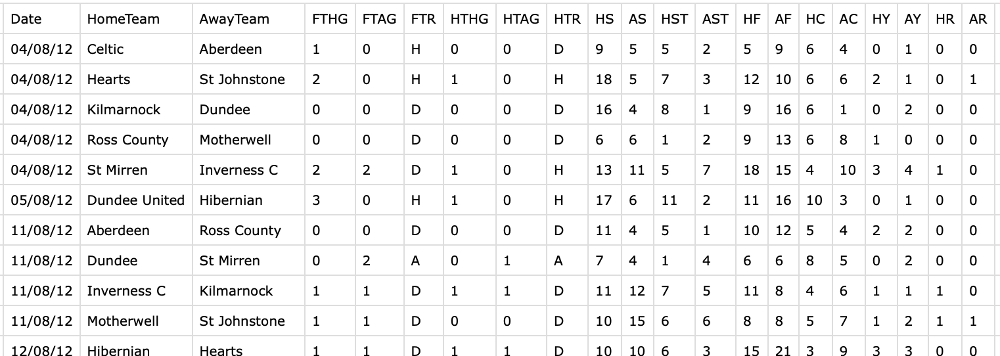 Date HomeTeam AwayTeam FTHG FTAG FTR HTHG HTAG HTR HS AS HST AST HF AF HC AC HY AY HR AR
04/08/12 Celtic Aberdeen 1 0 H 0 0 D 9 5 5 2 5 9 6 4 0 1 0 0
04/08/12 Hearts St Johnstone 2 0 H 1 0 H 18 5 7 3 12 10 6 6 2 1 0 1
04/08/12 Kilmarnock Dundee 0 0 D 0 0 D 16 4 8 1 9 16 6 1 0 2 0 0
04/08/12 Ross County Motherwell 0 0 D 0 0 D 6 6 1 2 9 13 6 8 1 0 0 0
04/08/12 St Mirren Inverness C 2 2 D 1 0 H 13 11 5 7 18 15 4 10 3 4 1 0
05/08/12 Dundee United Hibernian 3 0 H 1 0 H 17 6 11 2 11 16 10 3 0 1 0 0
11/08/12 Aberdeen Ross County 0 0 D 0 0 D 11 4 5 1 10 12 5 4 2 2 0 0
11/08/12 Dundee St Mirren 0 2 A 0 1 A 7 4 1 4 6 6 8 5 0 2 0 0
11/08/12 Inverness C Kilmarnock 1 1 D 1 1 D 11 12 7 5 11 8 4 6 1 1 1 0
11/08/12 Motherwell St Johnstone 1 1 D 0 0 D 10 15 6 6 8 8 5 7 1 2 1 1
12/08/12 Hibernian Hearts 1 1 D 1 1 D 10 10 6 3 15 21 3 9 3 3 0 0